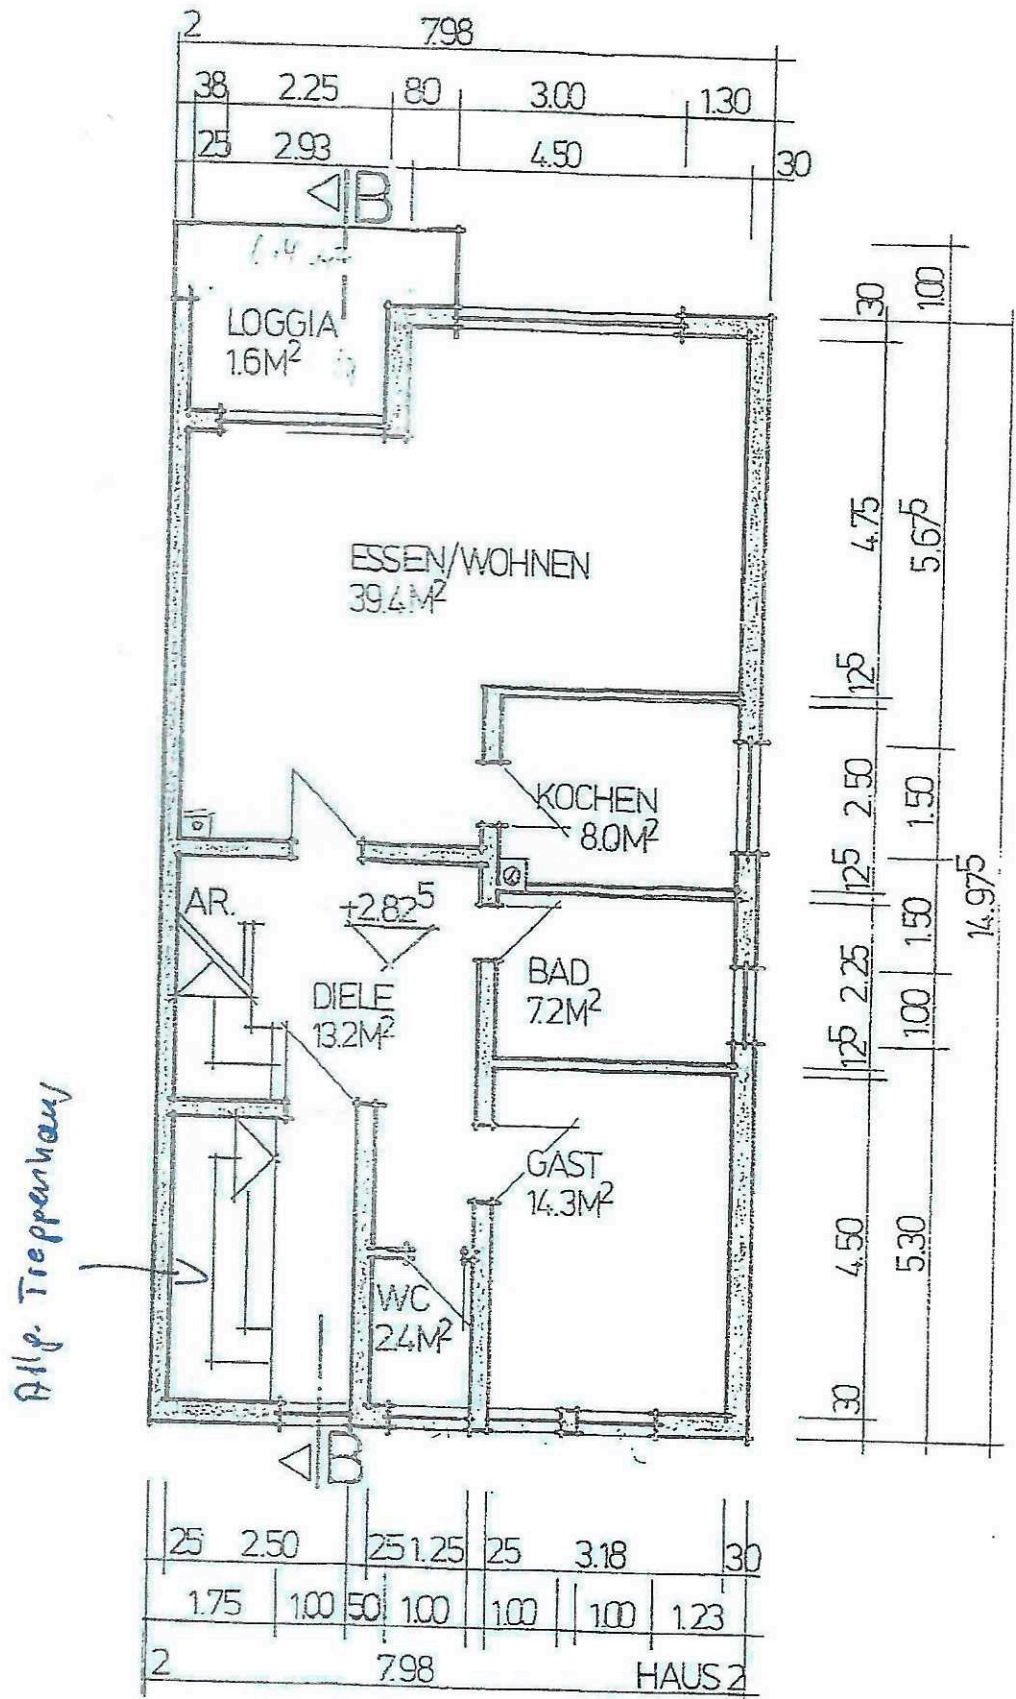 2
7.98
38 2.25 80 3.00 1.30
25 2.93 4.50 30
B
LOGGIA
1.6M²
30 1.00
ESSEN/WOHNEN
39.4M²
4.75 5.67⁵
12⁵
KOCHEN
8.0M²
2.50 1.50
12⁵
14.97⁵
AR.
+2.82⁵
BAD
7.2M²
2.25 1.50
DIELE
13.2M²
12⁵ 1.00
Allg. Treppenhaus
GAST
14.3M²
4.50 5.30
WC
2.4M²
30
B
25 2.50 25 1.25 25 3.18 30
1.75 1.00 50 1.00 1.00 1.00 1.23
2 7.98 HAUS 2